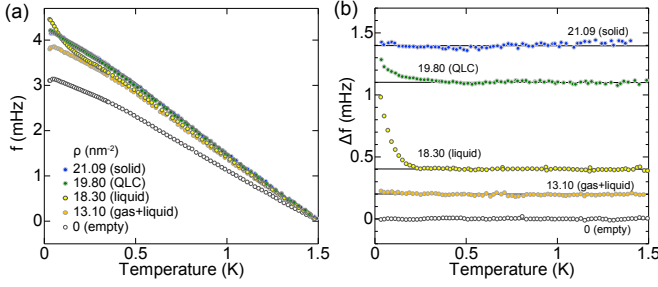 (a)
f (mHz)
4
3
2
1
0
ρ (nm⁻²)
21.09 (solid)
19.80 (QLC)
18.30 (liquid)
13.10 (gas+liquid)
0 (empty)
0
0.5
1
1.5
Temperature (K)
(b)
Δf (mHz)
1.5
1
0.5
0
21.09 (solid)
19.80 (QLC)
18.30 (liquid)
13.10 (gas+liquid)
0 (empty)
0
0.5
1
1.5
Temperature (K)